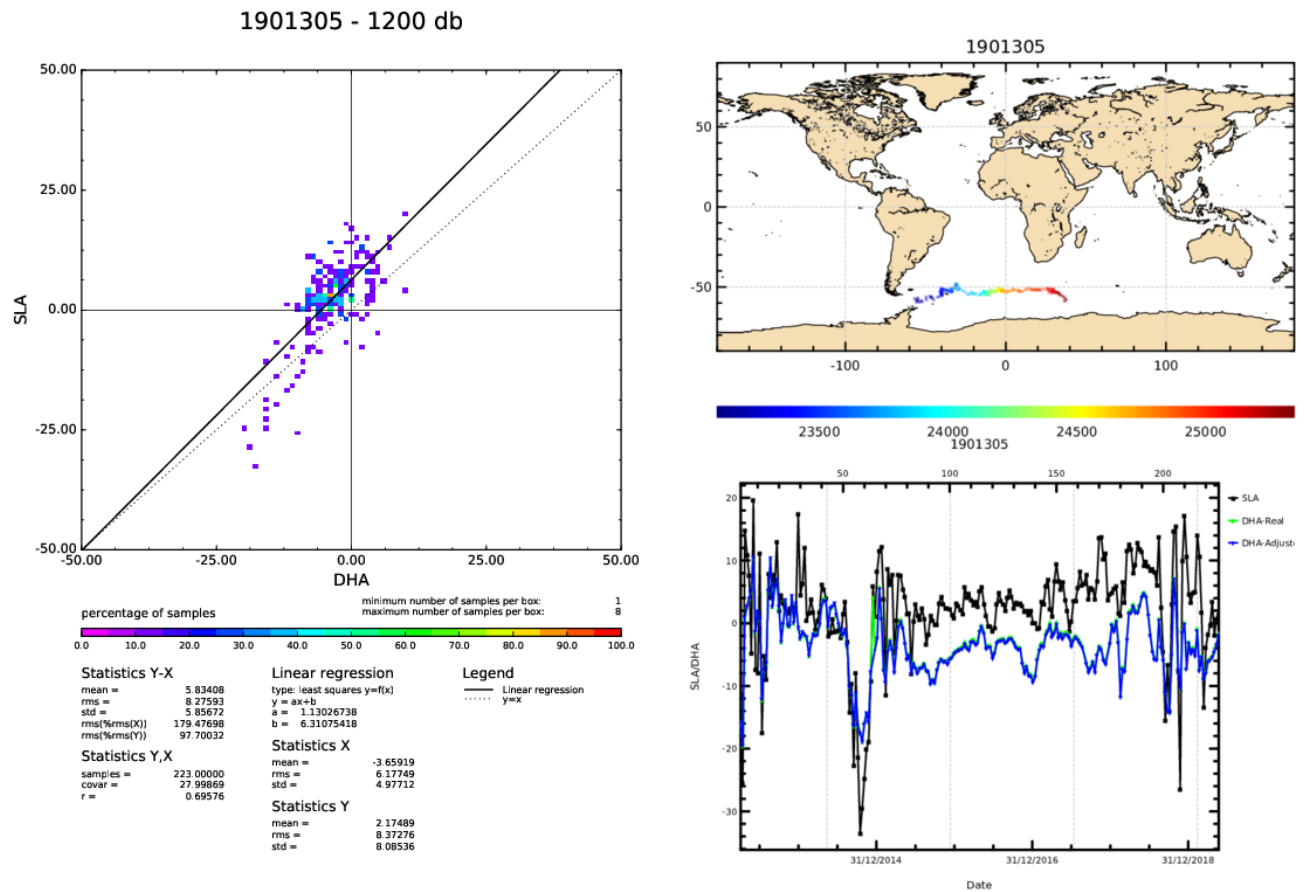 1901305 - 1200 db
50.00
25.00
0.00
-25.00
-50.00
SLA
-50.00 -25.00 0.00 25.00 50.00
DHA
percentage of samples
minimum number of samples per box: 1
maximum number of samples per box: 8
0.0 10.0 20.0 30.0 40.0 50.0 60.0 70.0 80.0 90.0 100.0
Statistics Y-X
mean = 5.83408
rms = 8.27593
std = 5.85672
rms(%rms(X)) 179.47698
rms(%rms(Y)) 97.70032
Statistics Y,X
samples = 223.00000
covar = 27.99869
r = 0.69576
Linear regression
type: least squares y=f(x)
y = ax+b
a = 1.13026738
b = 6.31075418
Statistics X
mean = -3.65919
rms = 6.17749
std = 4.97712
Statistics Y
mean = 2.17489
rms = 8.37276
std = 8.08536
Legend
Linear regression
y=x
1901305
50
0
-50
-100 0 100
23500 24000 24500 25000
1901305
50 100 150 200
20
10
0
-10
-20
-30
SLA/DHA
SLA
DHA-Real
DHA-Adjuste
31/12/2014 31/12/2016 31/12/2018
Date